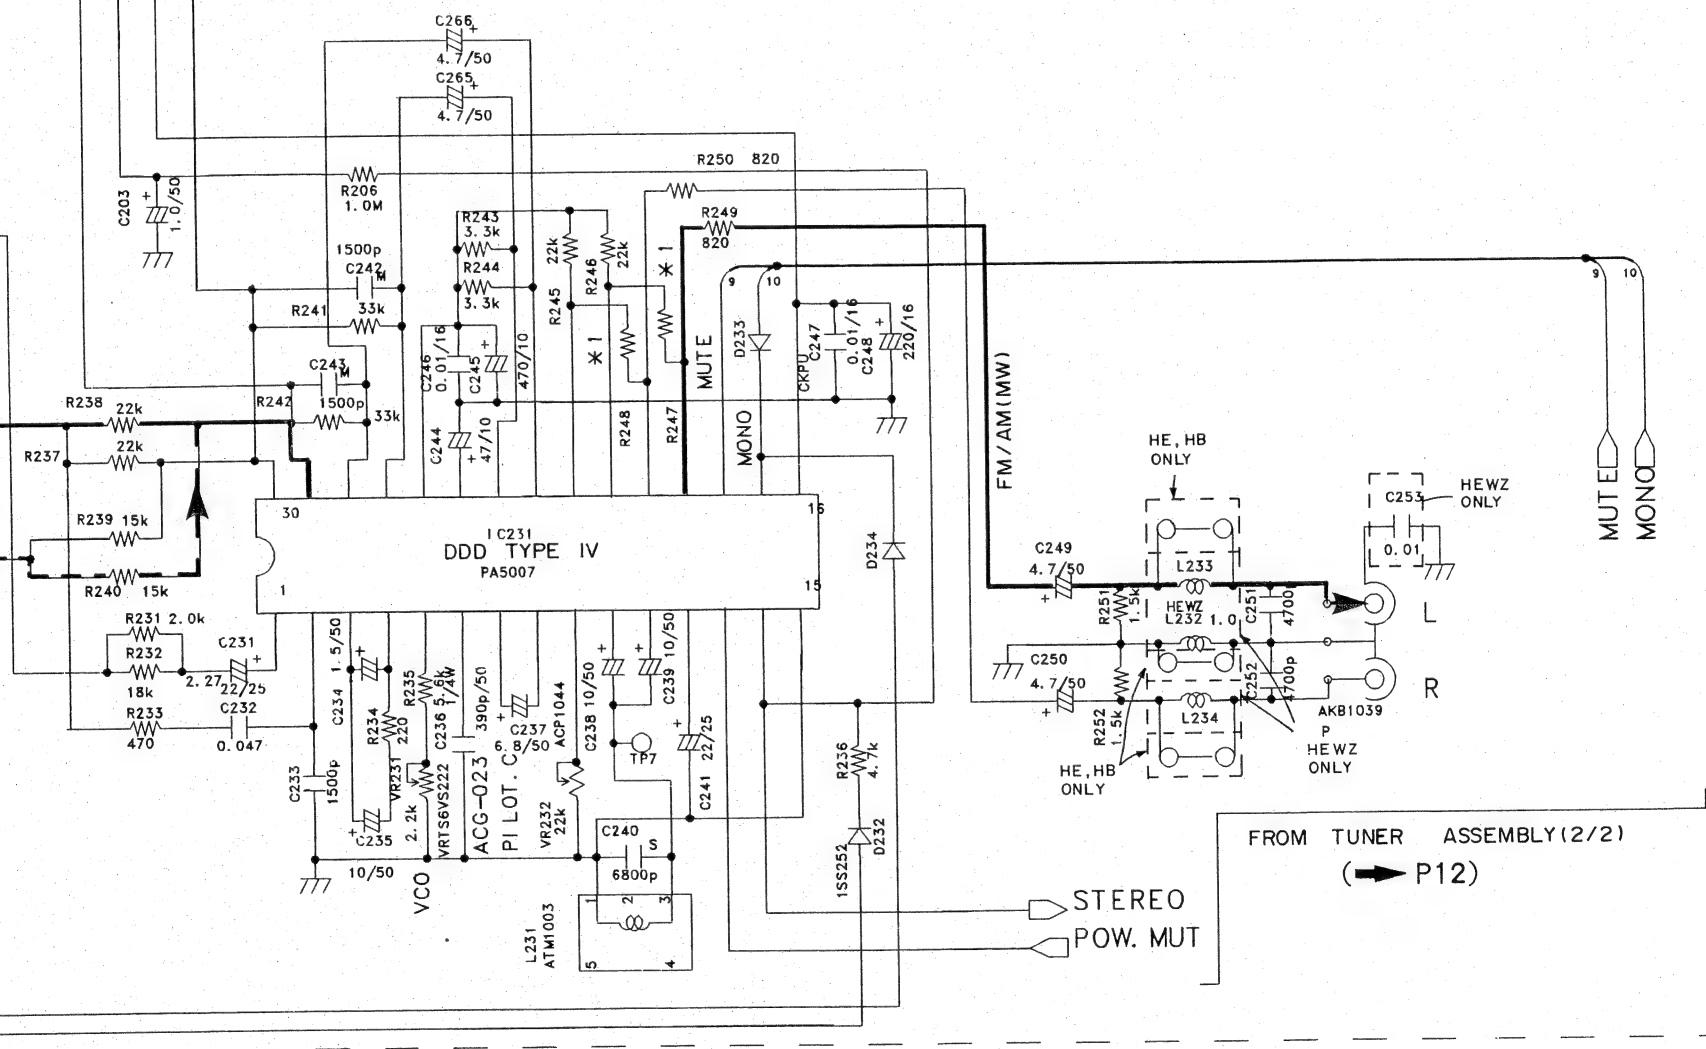 C266
+
4.7/50
C265
+
4.7/50
R250 820
R206
1.0M
C203
+
1.0/50
R243
3.3k
R244
3.3k
R249
820
22k
R245
R246
22k
*1
*1
1500p
C242
M
R241
33k
C243
M
1500p
R242
33k
R238
22k
R237
22k
C246
0.01/16
C245
+
470/10
C244
+
47/10
R248
R247
MUTE
MONO
9
10
D233
CKPU
C247
0.01/16
C248
+
220/16
9
10
MUTE
MONO
FM/AM(MW)
HE,HB
ONLY
C253
0.01
HEWZ
ONLY
R239 15k
R240 15k
30
16
IC231
DDD TYPE IV
PA5007
1
15
D234
C249
4.7/50
+
R251
1.5k
L233
HEWZ
L232 1.0
C251
4700P
L
C250
4.7/50
+
R252
1.5k
L234
C252
4700p
R
AKB1039
P
HEWZ
ONLY
HE,HB
ONLY
R231 2.0k
R232
18k
C231
+
2.27
22/25
R233
470
C232
0.047
C233
1500p
C234
1.5/50
+
R234
220
C235
+
10/50
R235
5.6k
1/4W
VR231
2.2k
VRTS6VS222
VCO
C236
390p/50
ACG-023
PILOT.C
C237
+
6.8/50
ACP1044
VR232
22k
C238
10/50
+
C239
10/50
+
TP7
C241
22/25
+
C240
S
6800p
L231
ATM1003
1
2
3
5
4
R236
4.7k
D232
1SS252
STEREO
POW. MUT
FROM TUNER ASSEMBLY(2/2)
(➡ P12)